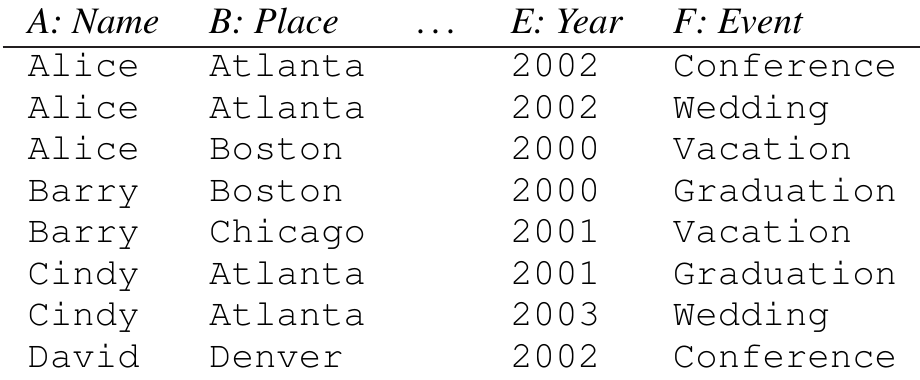 A: Name B: Place ... E: Year F: Event
Alice Atlanta 2002 Conference
Alice Atlanta 2002 Wedding
Alice Boston 2000 Vacation
Barry Boston 2000 Graduation
Barry Chicago 2001 Vacation
Cindy Atlanta 2001 Graduation
Cindy Atlanta 2003 Wedding
David Denver 2002 Conference